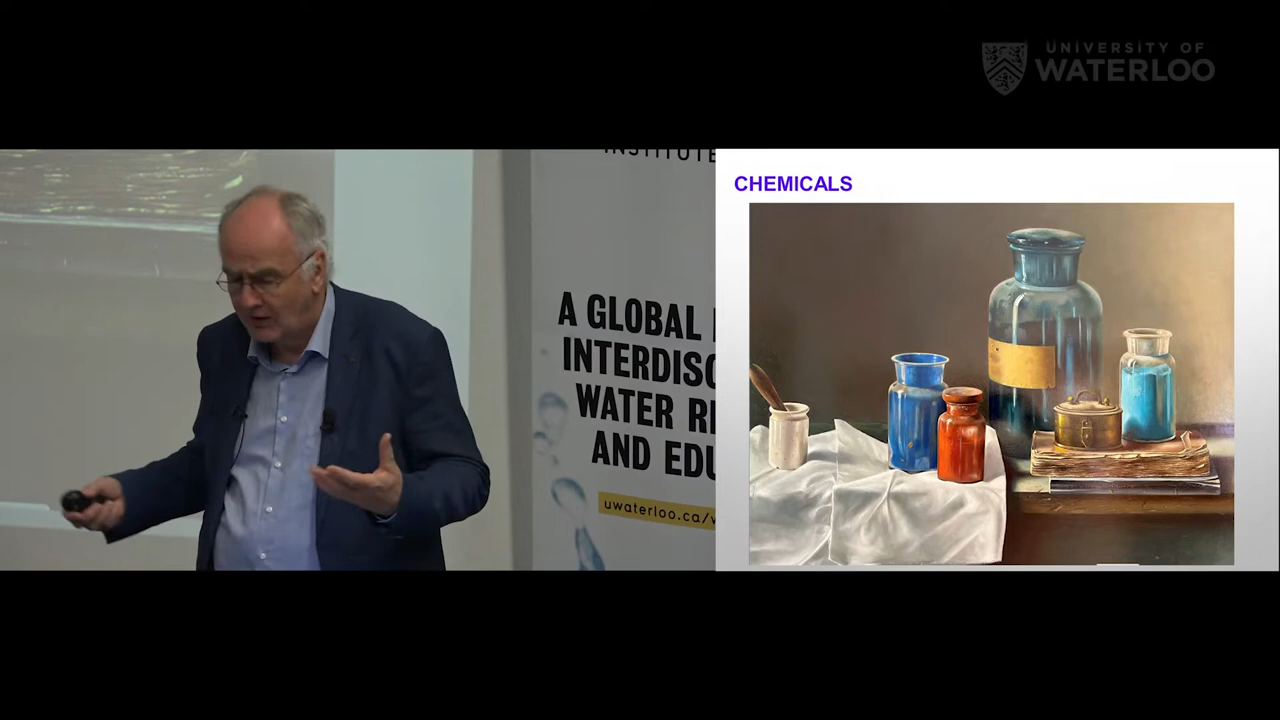 UNIVERSITY OF
WATERLOO
INSTITUTE
A GLOBAL
INTERDISC
WATER R
AND EDU
uwaterloo.ca/
CHEMICALS